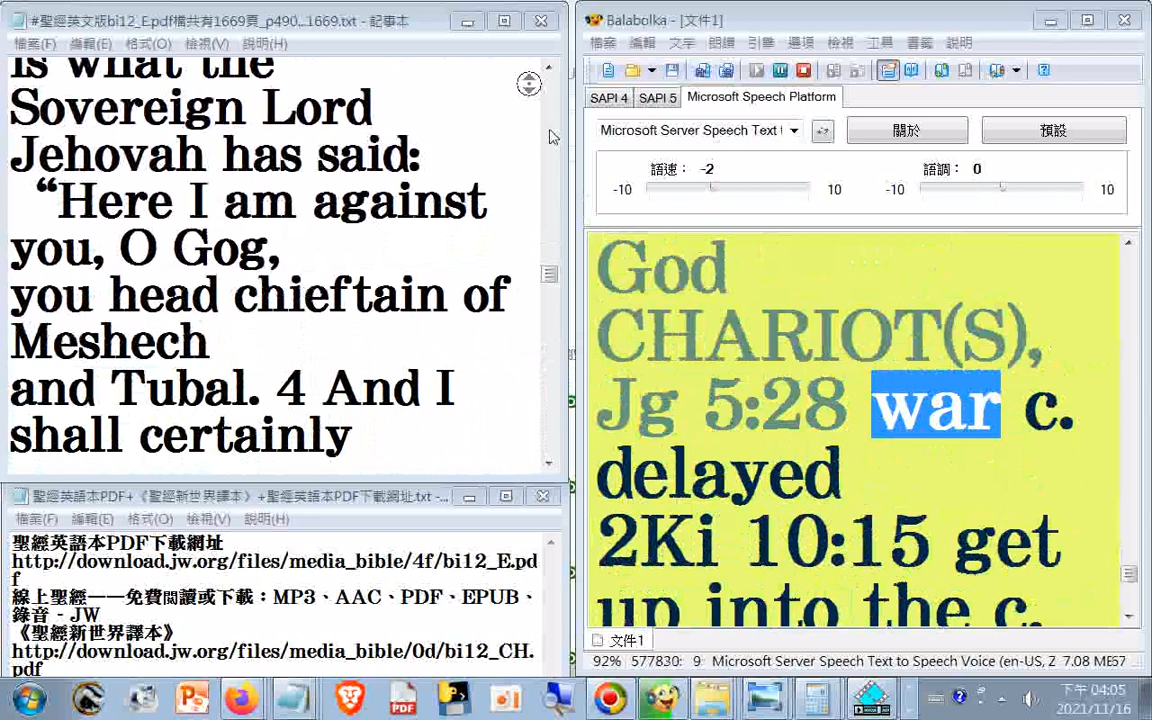 #聖經英文版bi12_E.pdf檔共有1669頁_p490,..1669.txt - 記事本
檔案(F) 編輯(E) 格式(O) 檢視(V) 說明(H)
is what the
Sovereign Lord
Jehovah has said:
“Here I am against
you, O Gog,
you head chieftain of
Meshech
and Tubal. 4 And I
shall certainly
聖經英語本PDF+《聖經新世界譯本》+聖經英語本PDF下載網址.txt -...
檔案(F) 編輯(E) 格式(O) 檢視(V) 說明(H)
聖經英語本PDF下載網址
http://download.jw.org/files/media_bible/4f/bi12_E.pd
f
線上聖經——免費閱讀或下載：MP3、AAC、PDF、EPUB、
錄音 - JW
《聖經新世界譯本》
http://download.jw.org/files/media_bible/0d/bi12_CH.
pdf
Balabolka - [文件1]
檔案 編輯 文字 朗讀 引擎 選項 檢視 工具 書籤 說明
SAPI 4 SAPI 5 Microsoft Speech Platform
Microsoft Server Speech Text 關於 預設
語速： -2 語調： 0
-10 10 -10 10
God
CHARIOT(S),
Jg 5:28 war c.
delayed
2Ki 10:15 get
up into the c.
文件1
92% 577830: 9: Microsoft Server Speech Text to Speech Voice (en-US, Z 7.08 ME57
下午 04:05
2021/11/16